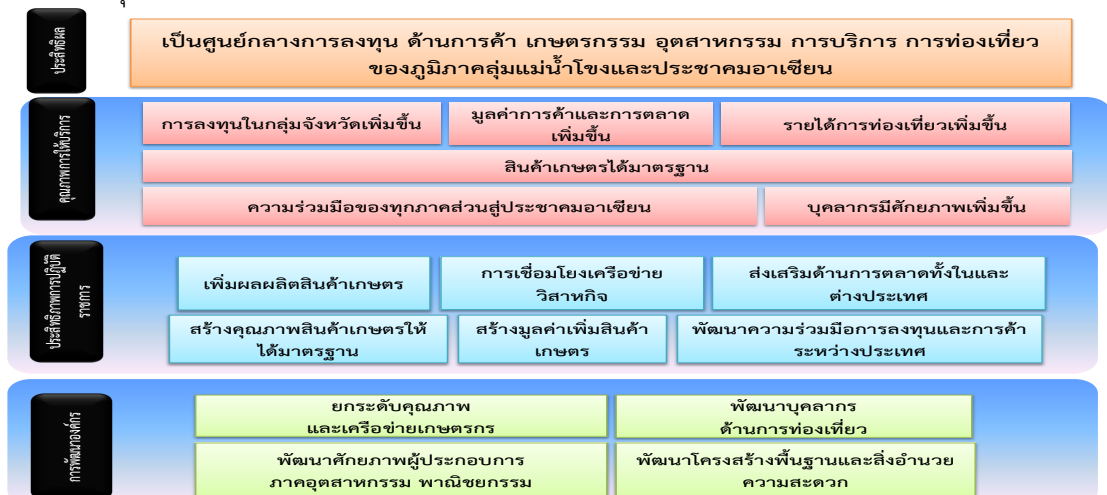 ประสิทธิผล
เป็นศูนย์กลางการลงทุน ด้านการค้า เกษตรกรรม อุตสาหกรรม การบริการ การท่องเที่ยว
ของภูมิภาคลุ่มแม่น้ำโขงและประชาคมอาเซียน
คุณภาพการให้บริการ
การลงทุนในกลุ่มจังหวัดเพิ่มขึ้น
มูลค่าการค้าและการตลาด
เพิ่มขึ้น
รายได้การท่องเที่ยวเพิ่มขึ้น
สินค้าเกษตรได้มาตรฐาน
ความร่วมมือของทุกภาคส่วนสู่ประชาคมอาเซียน
บุคลากรมีศักยภาพเพิ่มขึ้น
ประสิทธิภาพการปฏิบัติ
ราชการ
เพิ่มผลผลิตสินค้าเกษตร
การเชื่อมโยงเครือข่าย
วิสาหกิจ
ส่งเสริมด้านการตลาดทั้งในและ
ต่างประเทศ
สร้างคุณภาพสินค้าเกษตรให้
ได้มาตรฐาน
สร้างมูลค่าเพิ่มสินค้า
เกษตร
พัฒนาความร่วมมือการลงทุนและการค้า
ระหว่างประเทศ
การพัฒนาองค์กร
ยกระดับคุณภาพ
และเครือข่ายเกษตรกร
พัฒนาบุคลากร
ด้านการท่องเที่ยว
พัฒนาศักยภาพผู้ประกอบการ
ภาคอุตสาหกรรม พาณิชยกรรม
พัฒนาโครงสร้างพื้นฐานและสิ่งอำนวย
ความสะดวก